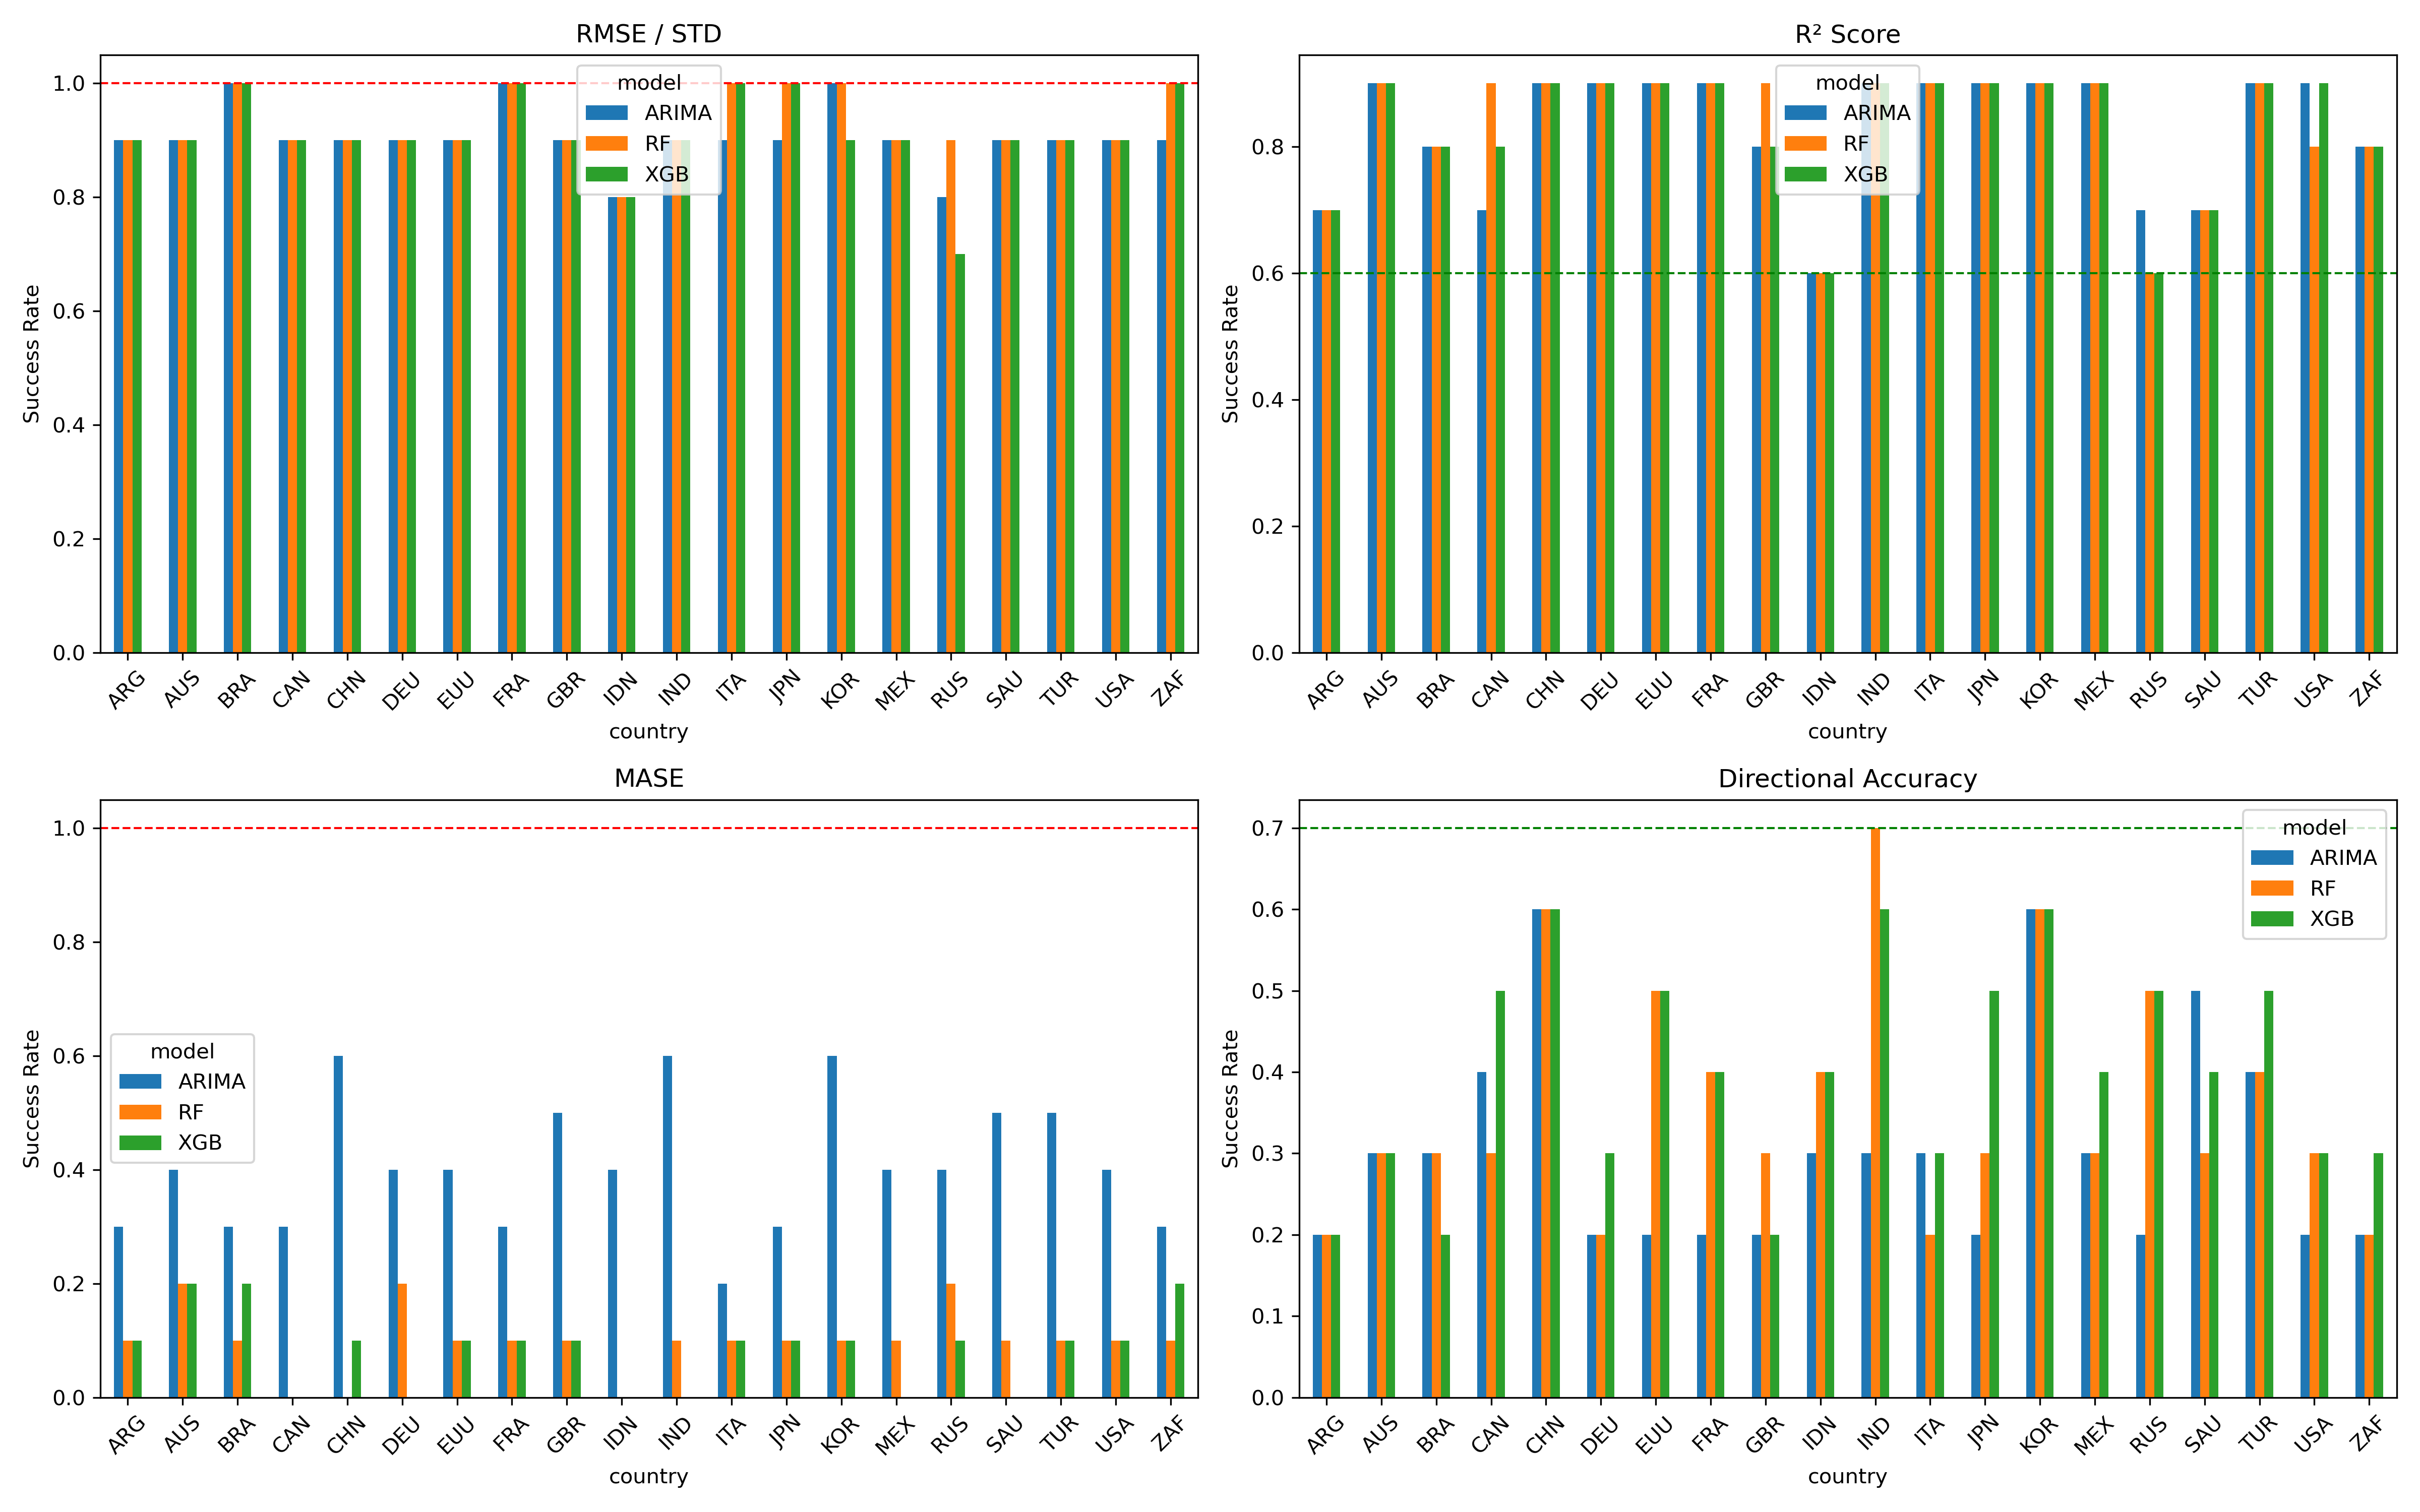 RMSE / STD
1.0
0.8
0.6
0.4
0.2
0.0
Success Rate
model
ARIMA
RF
XGB
ARG AUS BRA CAN CHN DEU EUU FRA GBR IDN IND ITA JPN KOR MEX RUS SAU TUR USA ZAF
country
R² Score
0.8
0.6
0.4
0.2
0.0
Success Rate
model
ARIMA
RF
XGB
ARG AUS BRA CAN CHN DEU EUU FRA GBR IDN IND ITA JPN KOR MEX RUS SAU TUR USA ZAF
country
MASE
1.0
0.8
0.6
0.4
0.2
0.0
Success Rate
model
ARIMA
RF
XGB
ARG AUS BRA CAN CHN DEU EUU FRA GBR IDN IND ITA JPN KOR MEX RUS SAU TUR USA ZAF
country
Directional Accuracy
0.7
0.6
0.5
0.4
0.3
0.2
0.1
0.0
Success Rate
model
ARIMA
RF
XGB
ARG AUS BRA CAN CHN DEU EUU FRA GBR IDN IND ITA JPN KOR MEX RUS SAU TUR USA ZAF
country